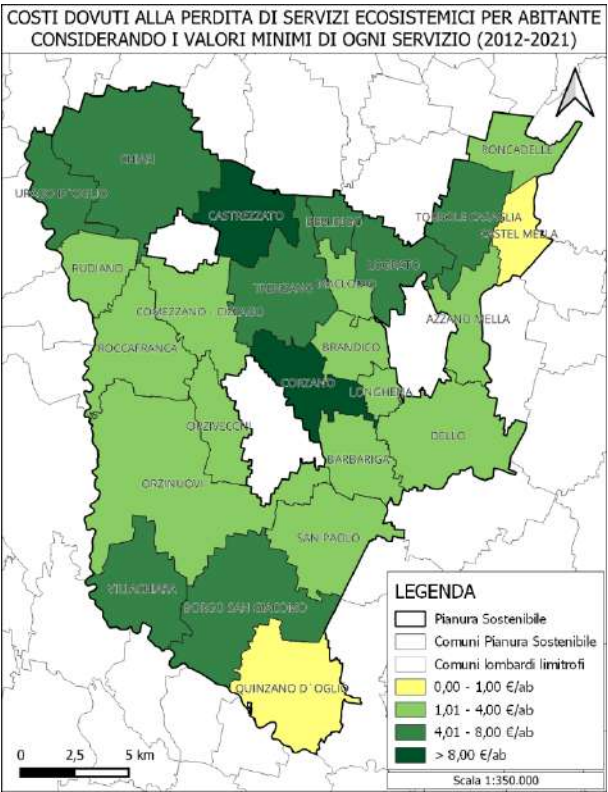 COSTI DOVUTI ALLA PERDITA DI SERVIZI ECOSISTEMICI PER ABITANTE
CONSIDERANDO I VALORI MINIMI DI OGNI SERVIZIO (2012-2021)
RONCADELLE
CHIARI
URAGO D`OGLIO
CASTREZZATO
BERLINGO
TORBOLE CASAGLIA
CASTEL MELLA
LOGRATO
RUDIANO
TRENZANO
MACLODIO
COMEZZANO - CIZZAGO
AZZANO MELLA
ROCCAFRANCA
BRANDICO
CORZANO
LONGHENA
ORZIVECCHI
DELLO
BARBARIGA
ORZINUOVI
SAN PAOLO
VILLACHIARA
BORGO SAN GIACOMO
QUINZANO D`OGLIO
LEGENDA
Pianura Sostenibile
Comuni Pianura Sostenibile
Comuni lombardi limitrofi
0,00 - 1,00 €/ab
1,01 - 4,00 €/ab
4,01 - 8,00 €/ab
> 8,00 €/ab
0 2,5 5 km
Scala 1:350.000